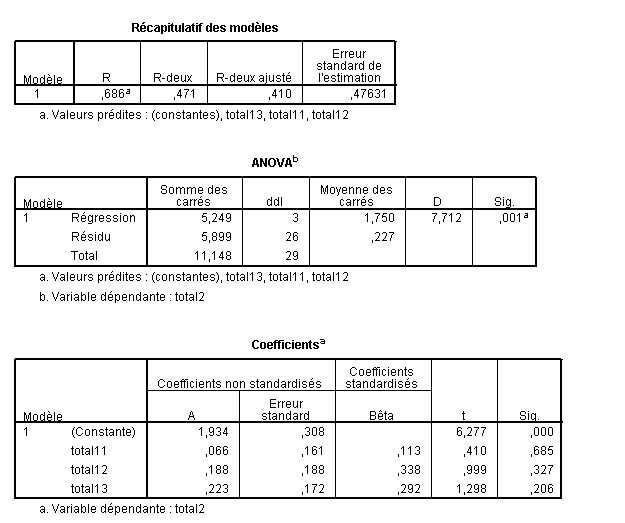 Récapitulatif des modèles
Modèle R R-deux R-deux ajusté Erreur standard de l'estimation
1 ,686a ,471 ,410 ,47631
a. Valeurs prédites : (constantes), total13, total11, total12
ANOVAb
Modèle Somme des carrés ddl Moyenne des carrés D Sig.
1 Régression 5,249 3 1,750 7,712 ,001a
Résidu 5,899 26 ,227
Total 11,148 29
a. Valeurs prédites : (constantes), total13, total11, total12
b. Variable dépendante : total2
Coefficientsa
Coefficients non standardisés Coefficients standardisés
Modèle A Erreur standard Bêta t Sig.
1 (Constante) 1,934 ,308 6,277 ,000
total11 ,066 ,161 ,113 ,410 ,685
total12 ,188 ,188 ,338 ,999 ,327
total13 ,223 ,172 ,292 1,298 ,206
a. Variable dépendante : total2